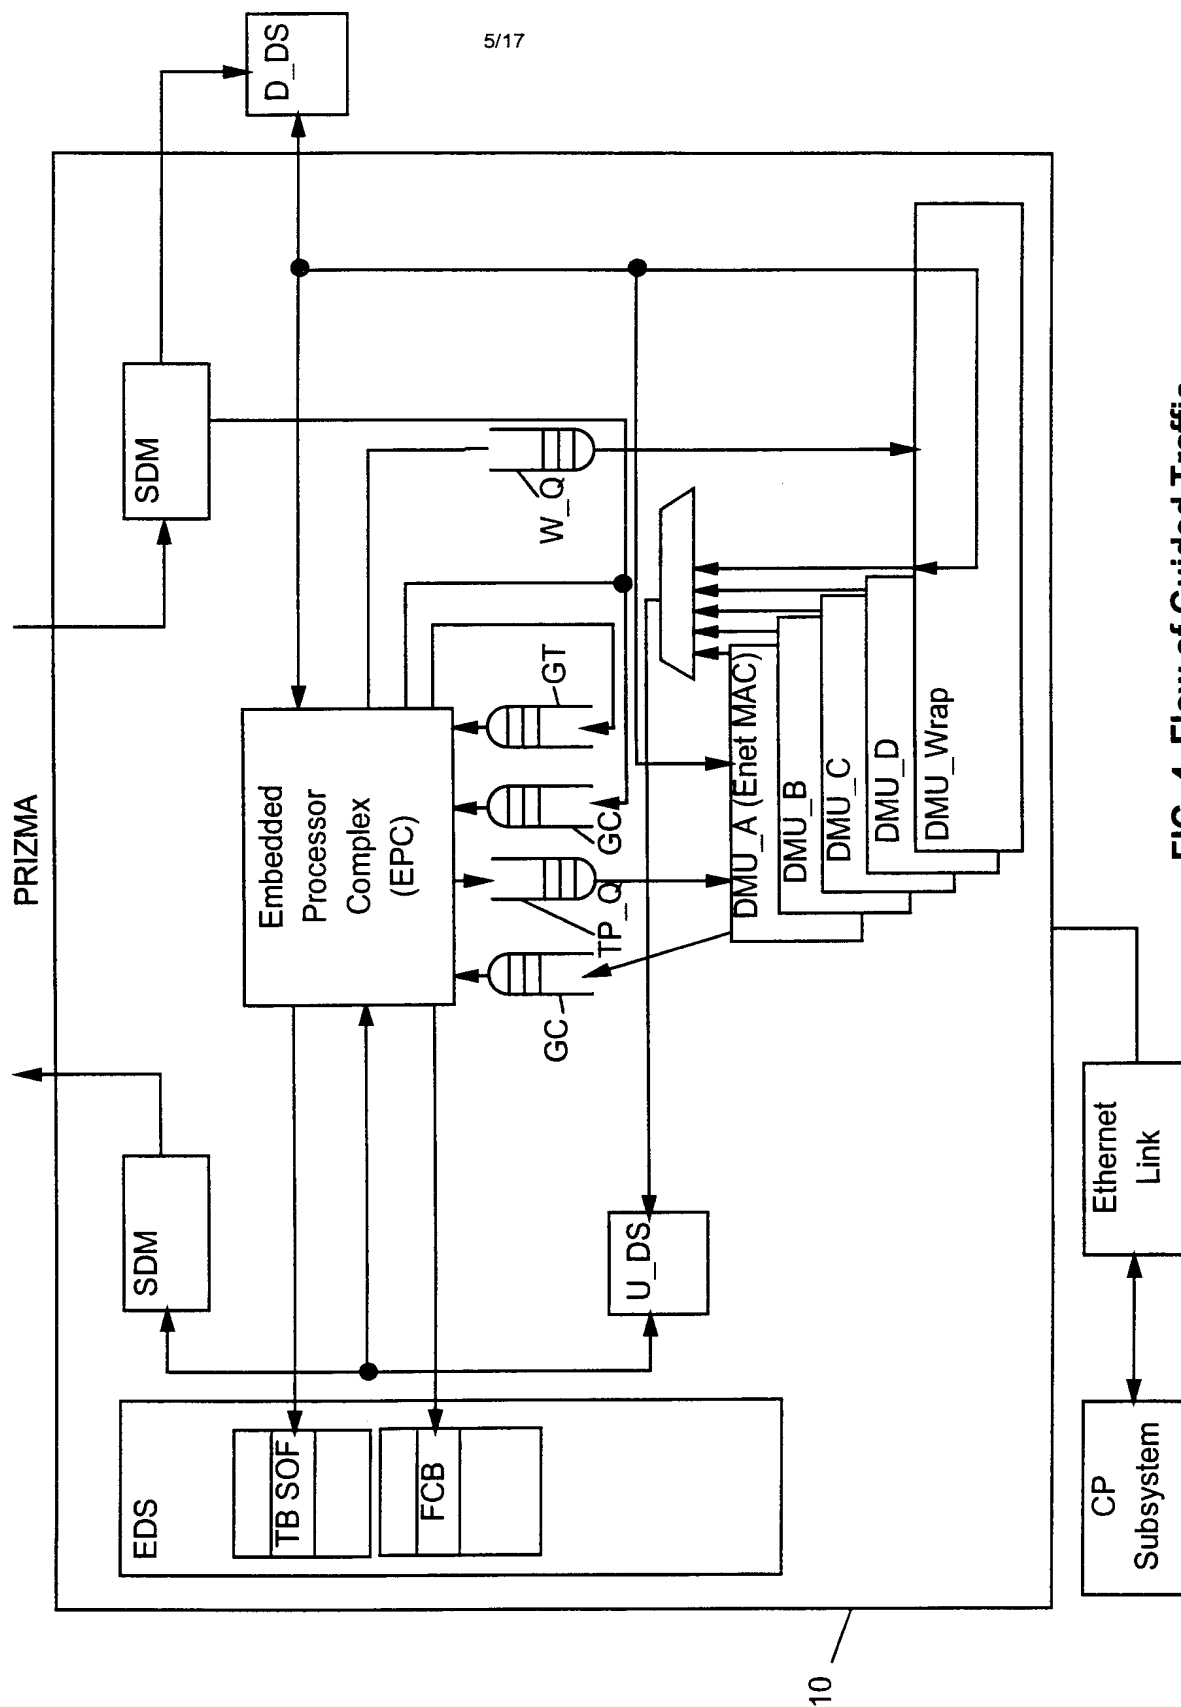 5/17
PRIZMA
D_DS
SDM
SDM
EDS
TB SOF
FCB
Embedded
Processor
Complex
(EPC)
W_Q
GT
GC
TP_Q
GC
U_DS
DMU_A (Enet MAC)
DMU_B
DMU_C
DMU_D
DMU_Wrap
10
CP
Subsystem
Ethernet
Link
FIG. 4 Flow of Guided Traffic